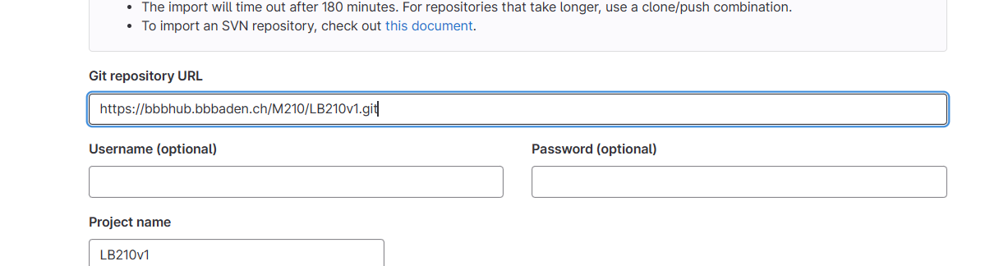 The import will time out after 180 minutes. For repositories that take longer, use a clone/push combination.
To import an SVN repository, check out this document.
Git repository URL
https://bbbhub.bbbaden.ch/M210/LB210v1.git
Username (optional)
Password (optional)
Project name
LB210v1